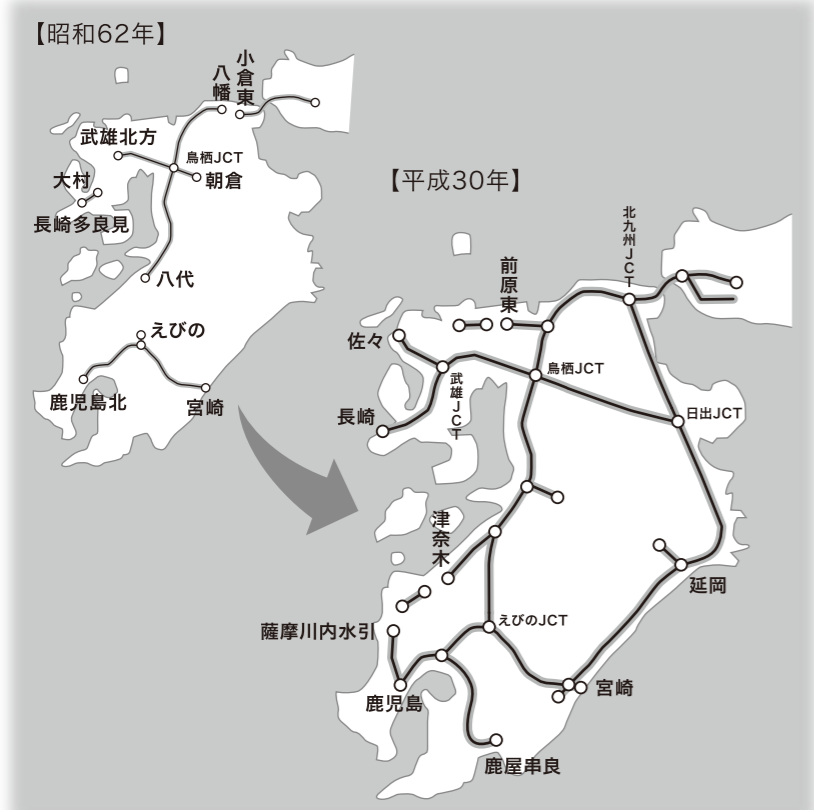 【昭和62年】
小倉東
八幡
武雄北方
鳥栖JCT
朝倉
大村
長崎多良見
八代
えびの
鹿児島北
宮崎
【平成30年】
北九州JCT
前原東
佐々
鳥栖JCT
武雄JCT
日出JCT
長崎
津奈木
延岡
薩摩川内水引
えびのJCT
鹿児島
宮崎
鹿屋串良